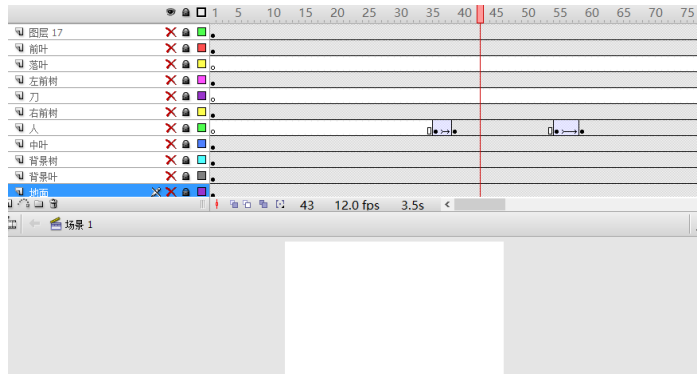 1 5 10 15 20 25 30 35 40 45 50 55 60 65 70 75
图层 17
前叶
落叶
左前树
刀
右前树
人
中叶
背景树
背景叶
地面
43 12.0 fps 3.5s
场景 1